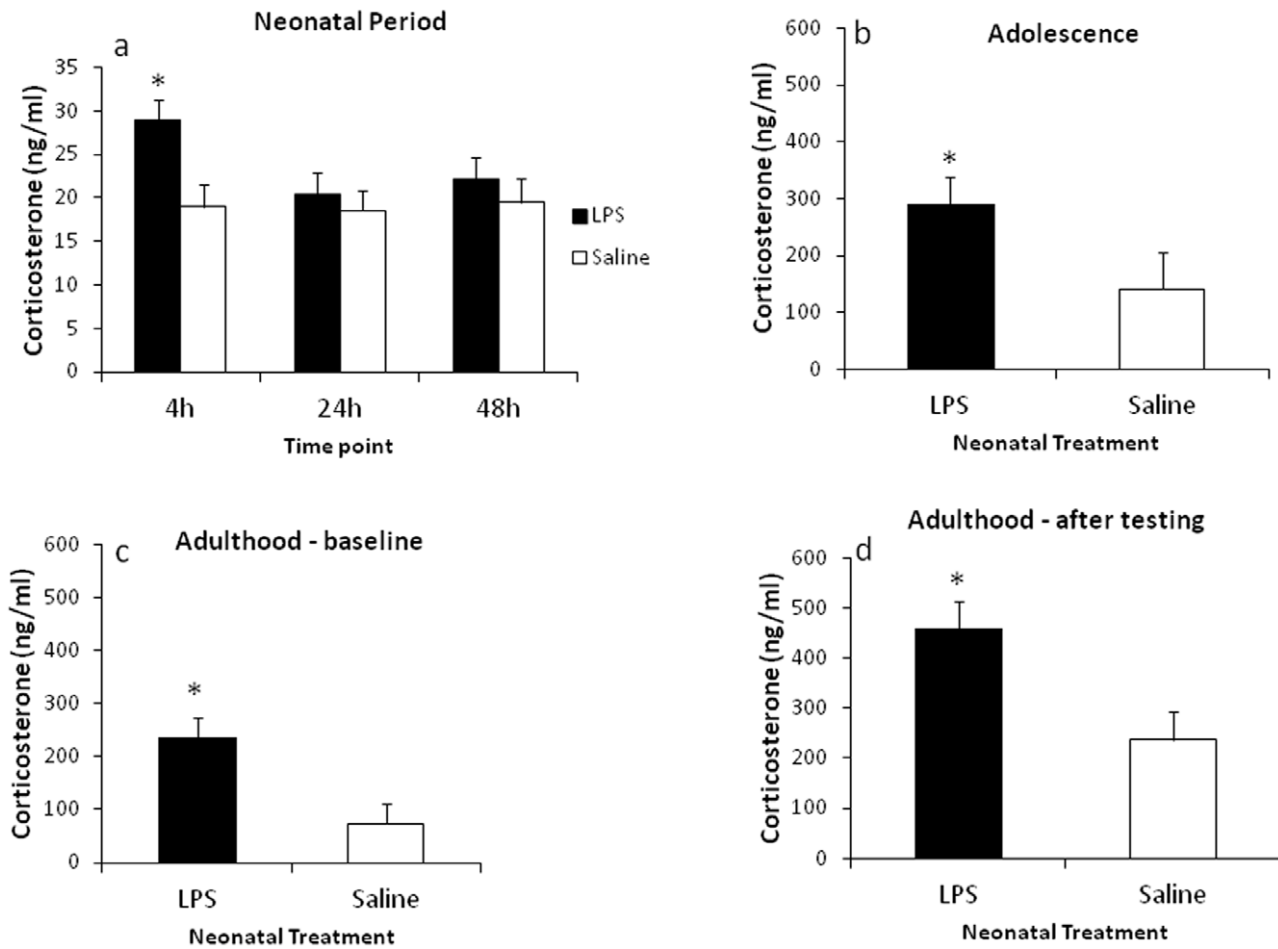 a
Neonatal Period
Corticosterone (ng/ml)
35
30
25
20
15
10
5
0
*
4h 24h 48h
Time point
LPS
Saline
b
Adolescence
Corticosterone (ng/ml)
600
500
400
300
200
100
0
*
LPS Saline
Neonatal Treatment
c
Adulthood - baseline
Corticosterone (ng/ml)
600
500
400
300
200
100
0
*
LPS Saline
Neonatal Treatment
Adulthood - after testing
d
Corticosterone (ng/ml)
600
500
400
300
200
100
0
*
LPS Saline
Neonatal Treatment